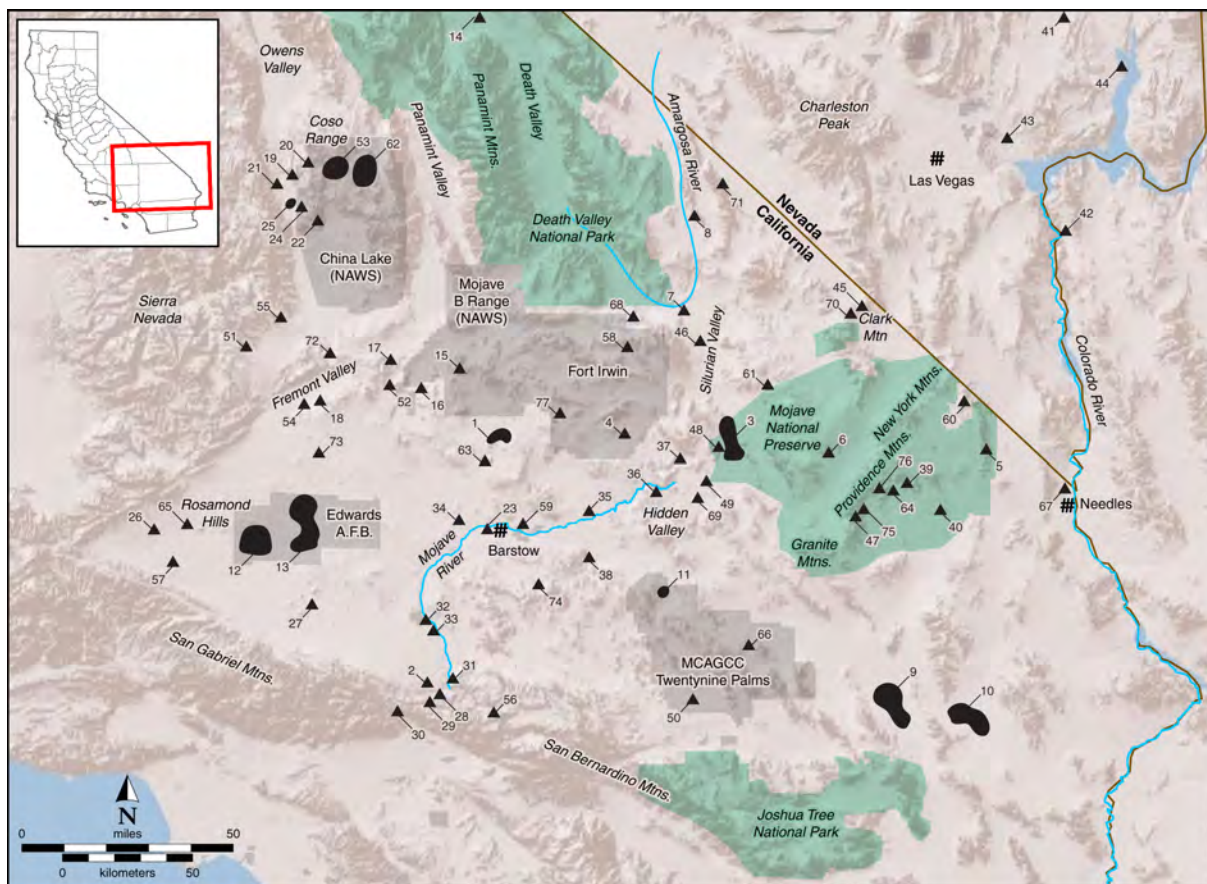 14
41
Owens
Valley
44
Death Valley
Panamint Mtns.
Panamint Valley
Amargosa River
Charleston
Peak
Coso
Range
53
62
43
20
19
21
#
Las Vegas
25
24
22
71
8
Nevada
California
42
Death Valley
National Park
China Lake
(NAWS)
Mojave
B Range
(NAWS)
Sierra
Nevada
55
51
72
17
15
68
7
58
46
Silurian Valley
45
70
Clark
Mtn
Colorado River
Fort Irwin
Fremont Valley
54
18
52
16
77
61
60
1
4
3
Mojave
National
Preserve
New York Mtns.
Providence Mtns.
6
5
73
63
37
48
36
49
69
76
39
64
40
47
75
67
#
Needles
26
65
Rosamond
Hills
Edwards
A.F.B.
12
13
57
34
23
59
35
#
Barstow
Hidden
Valley
Granite
Mtns.
Mojave
River
38
74
11
27
32
33
66
MCAGCC
Twentynine Palms
San Gabriel Mtns.
2
31
28
29
30
56
50
9
10
San Bernardino Mtns.
Joshua Tree
National Park
N
0 miles 50
0 kilometers 50